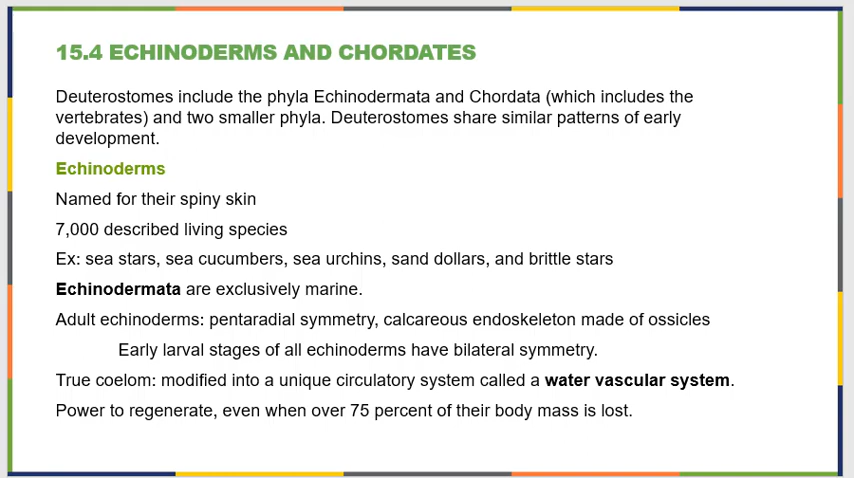 15.4 ECHINODERMS AND CHORDATES
Deuterostomes include the phyla Echinodermata and Chordata (which includes the
vertebrates) and two smaller phyla. Deuterostomes share similar patterns of early
development.
Echinoderms
Named for their spiny skin
7,000 described living species
Ex: sea stars, sea cucumbers, sea urchins, sand dollars, and brittle stars
Echinodermata are exclusively marine.
Adult echinoderms: pentaradial symmetry, calcareous endoskeleton made of ossicles
Early larval stages of all echinoderms have bilateral symmetry.
True coelom: modified into a unique circulatory system called a water vascular system.
Power to regenerate, even when over 75 percent of their body mass is lost.